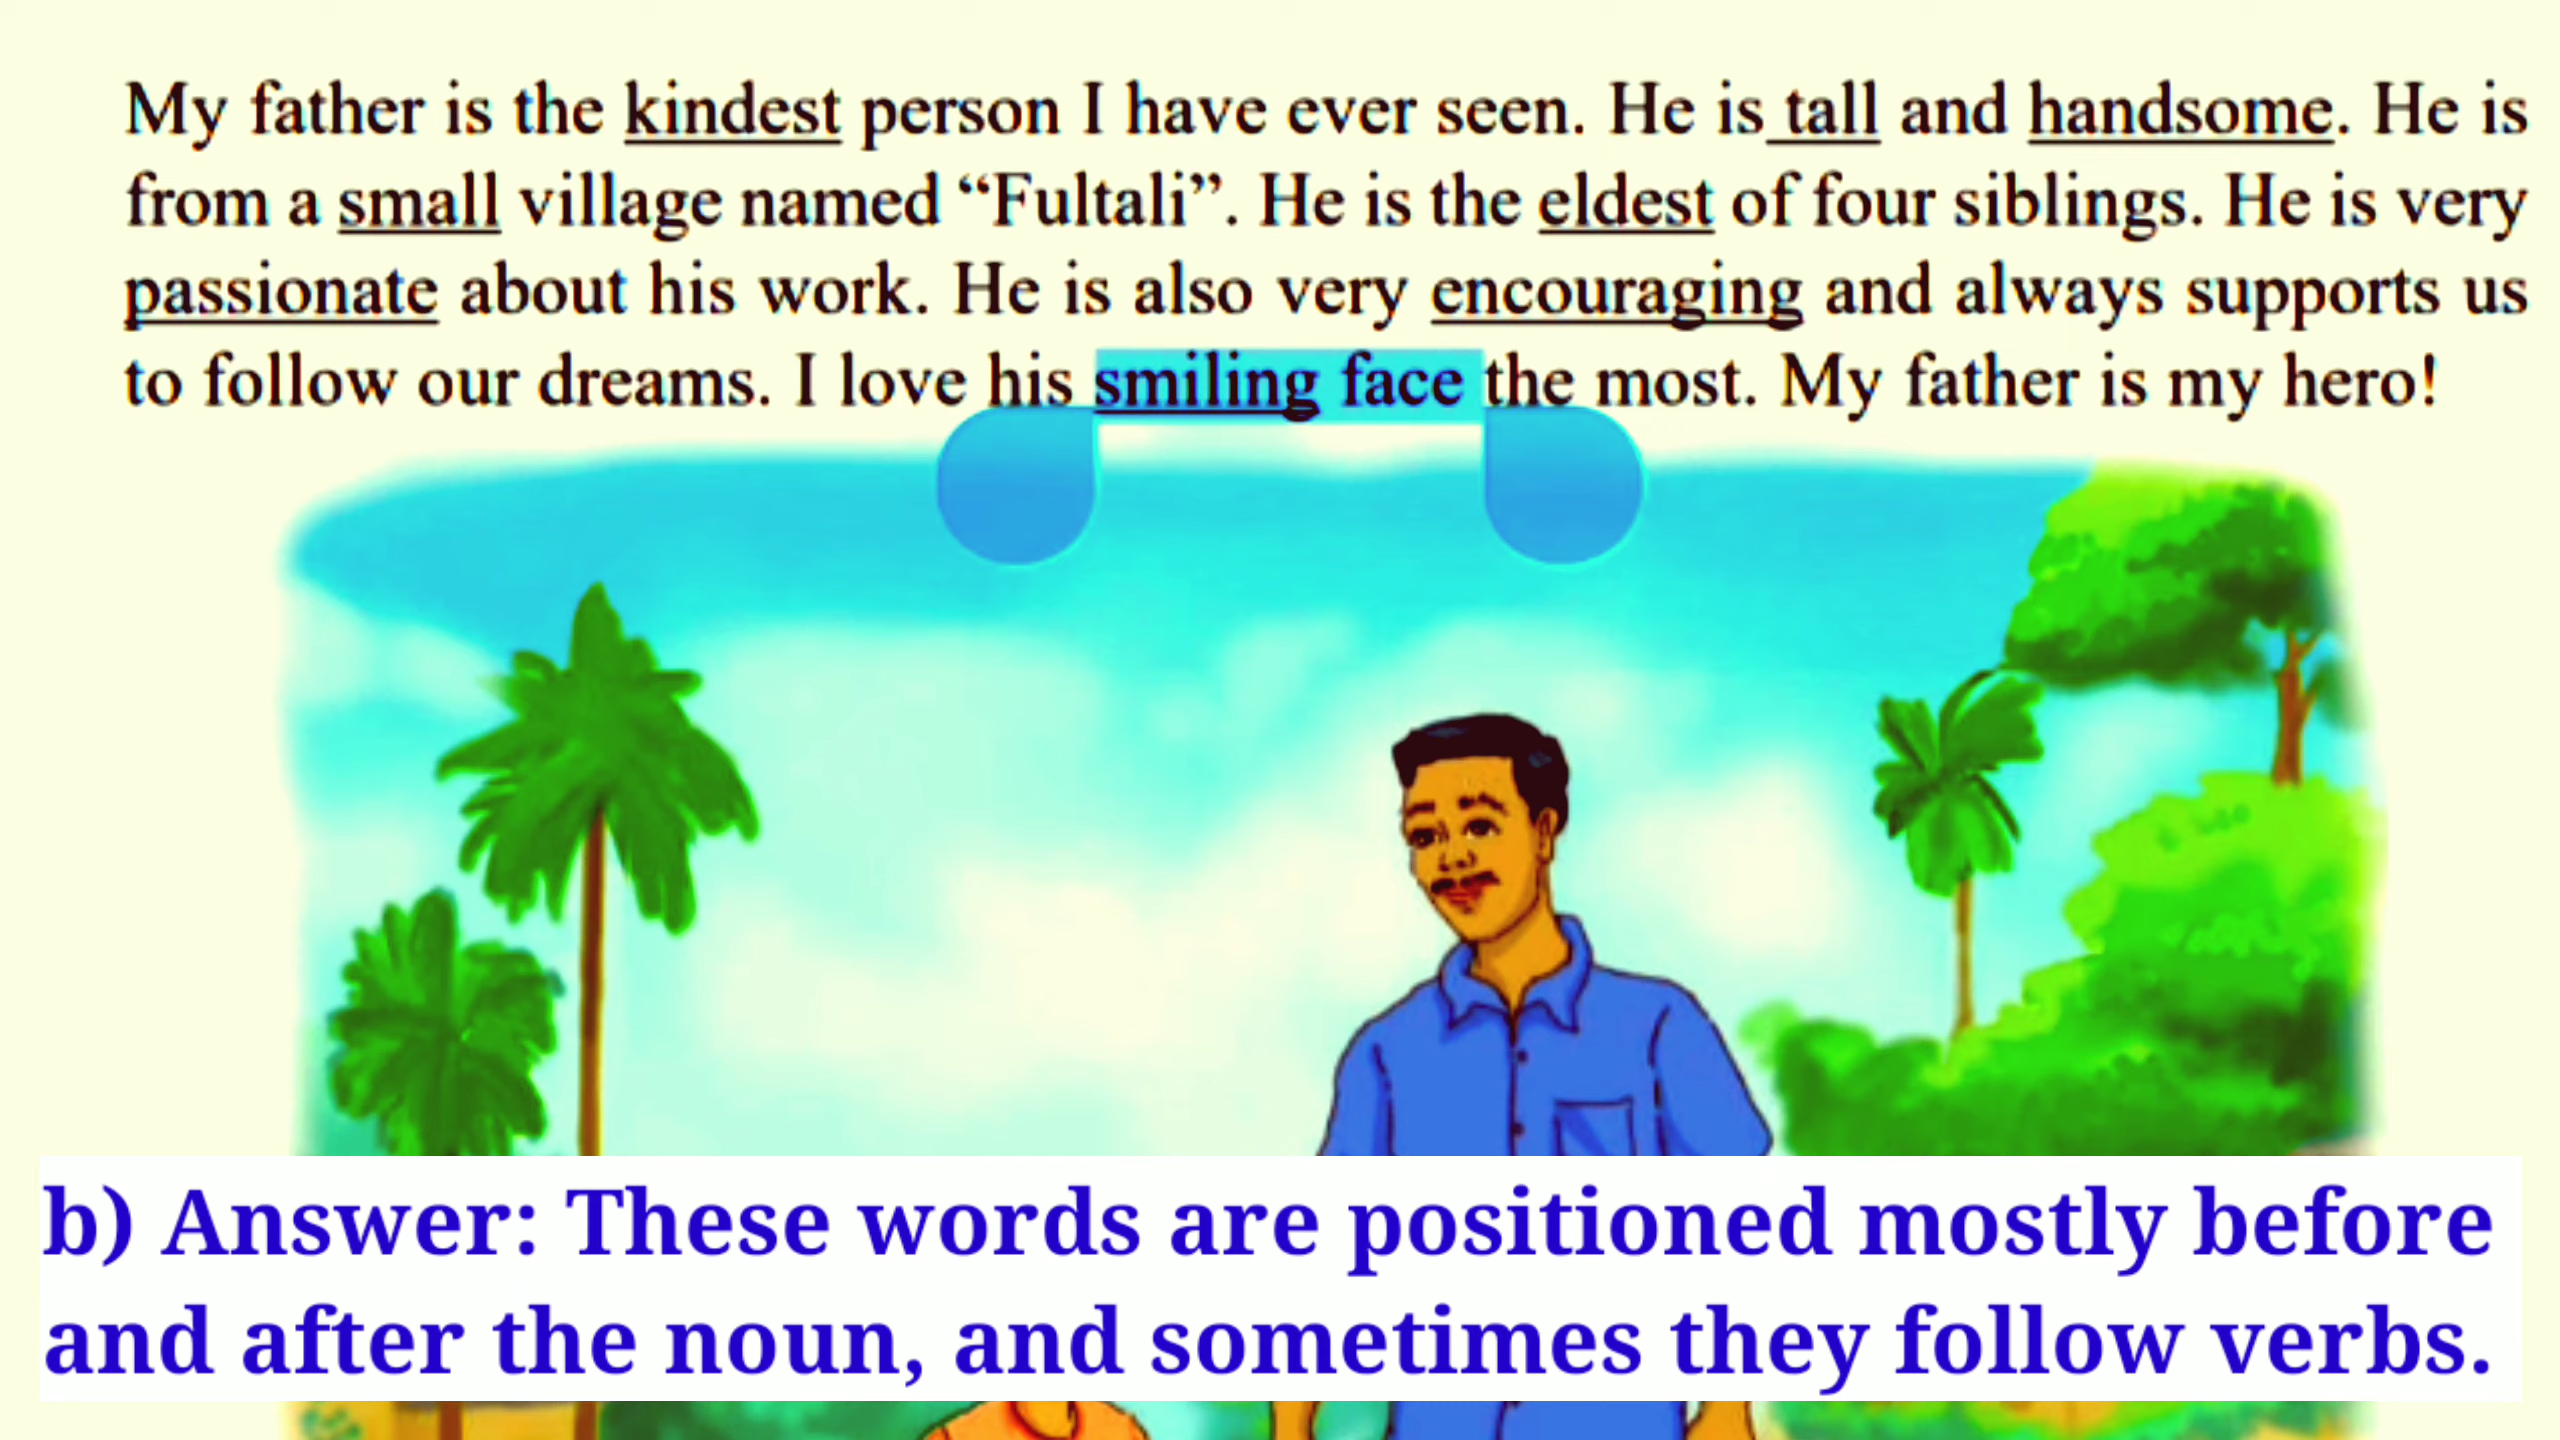 My father is the kindest person I have ever seen. He is tall and handsome. He is
from a small village named “Fultali”. He is the eldest of four siblings. He is very
passionate about his work. He is also very encouraging and always supports us
to follow our dreams. I love his smiling face the most. My father is my hero!
b) Answer: These words are positioned mostly before
and after the noun, and sometimes they follow verbs.